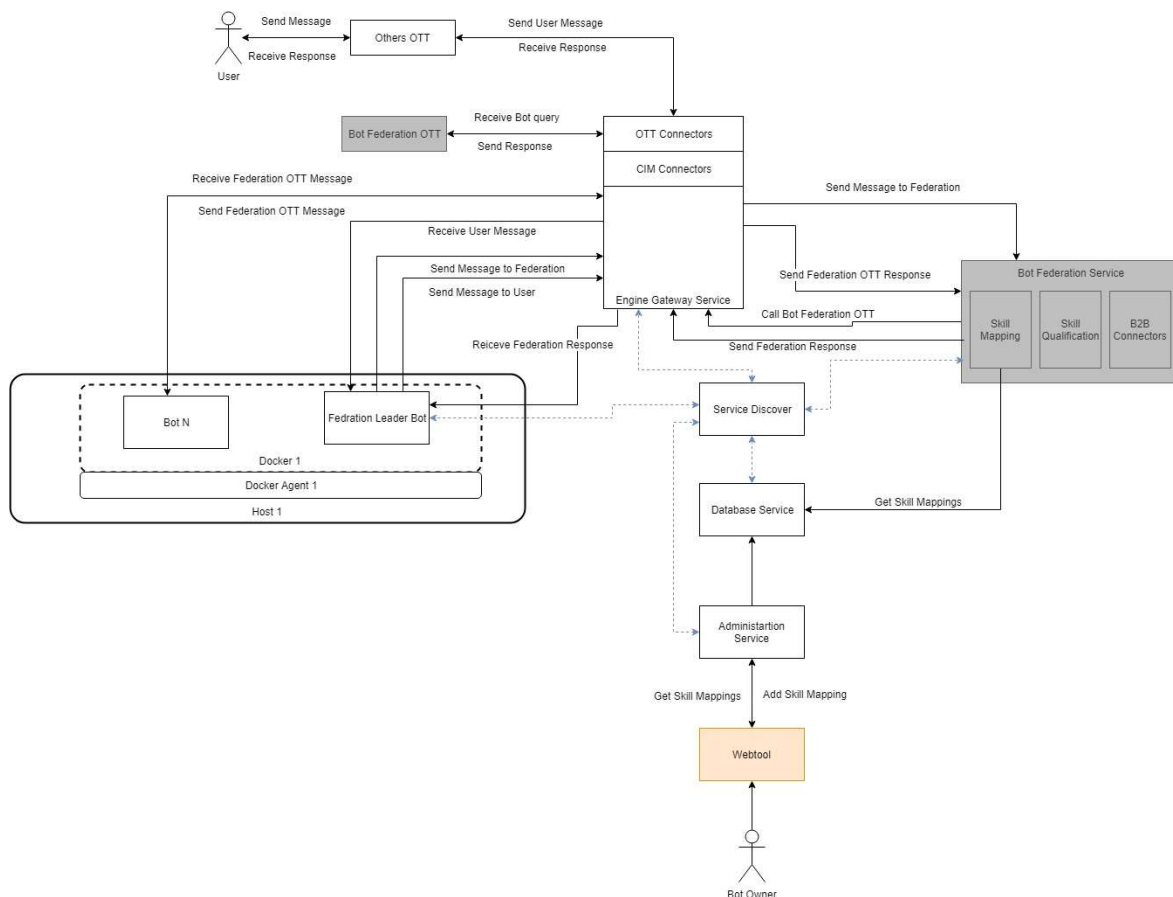 Send Message
Others OTT
Receive Response
User
Send User Message
Receive Response
Bot Federation OTT
Receive Bot query
Send Response
OTT Connectors
CIM Connectors
Receive Federation OTT Message
Send Federation OTT Message
Receive User Message
Send Message to Federation
Send Message to User
Engine Gateway Service
Send Message to Federation
Send Federation OTT Response
Call Bot Federation OTT
Send Federation Response
Bot Federation Service
Skill
Mapping
Skill
Qualification
B2B
Connectors
Reiceve Federation Response
Bot N
Fedration Leader Bot
Docker 1
Docker Agent 1
Host 1
Service Discover
Database Service
Get Skill Mappings
Administartion
Service
Get Skill Mappings
Add Skill Mapping
Webtool
Bot Owner